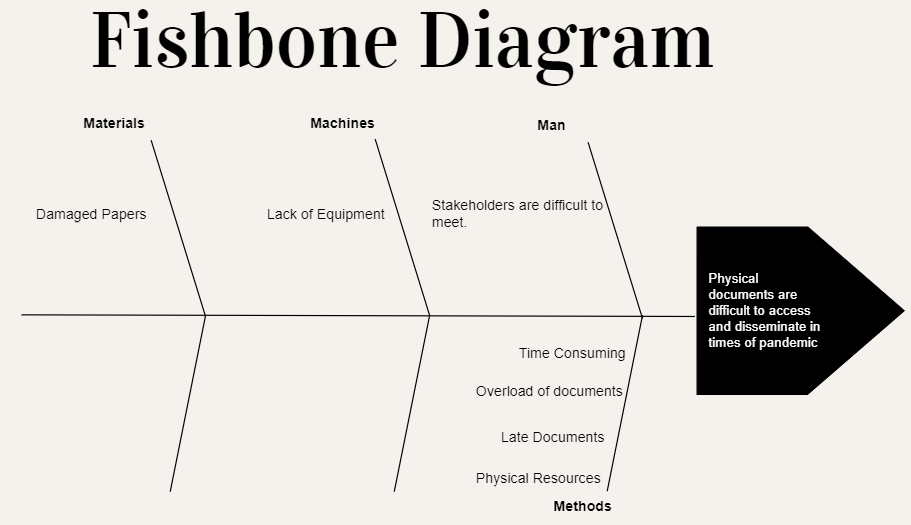 Fishbone Diagram
Materials
Machines
Man
Damaged Papers
Lack of Equipment
Stakeholders are difficult to
meet.
Physical
documents are
difficult to access
and disseminate in
times of pandemic
Time Consuming
Overload of documents
Late Documents
Physical Resources
Methods